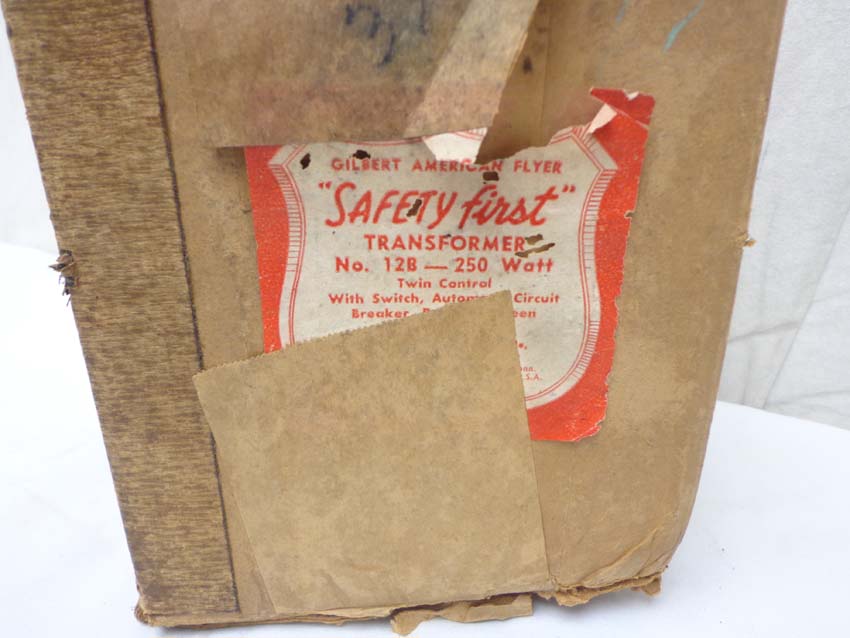 GILBERT AMERICAN FLYER
"SAFETY first"
TRANSFORMER
No. 12B — 250 Watt
Twin Control
With Switch, Circuit
Breaker,
U.S.A.